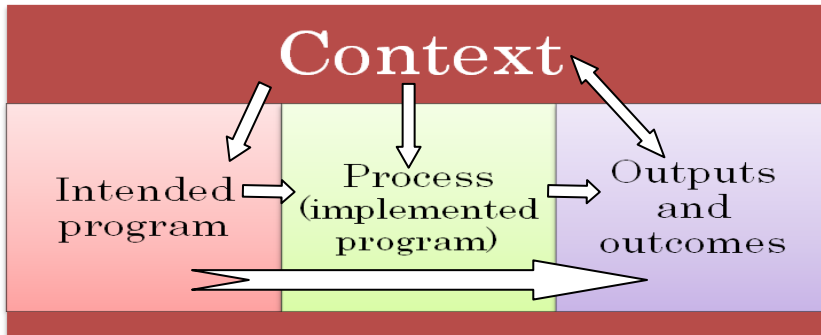 Context
Intended
program
Process
(implemented
program)
Outputs
and
outcomes